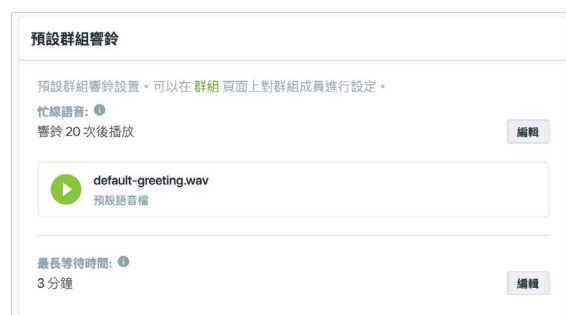 預設群組響鈴
預設群組響鈴設置。可以在 群組 頁面上對群組成員進行設定。
忙線語音:
響鈴 20 次後播放
編輯
default-greeting.wav
預設語音檔
最長等待時間:
3 分鐘
編輯